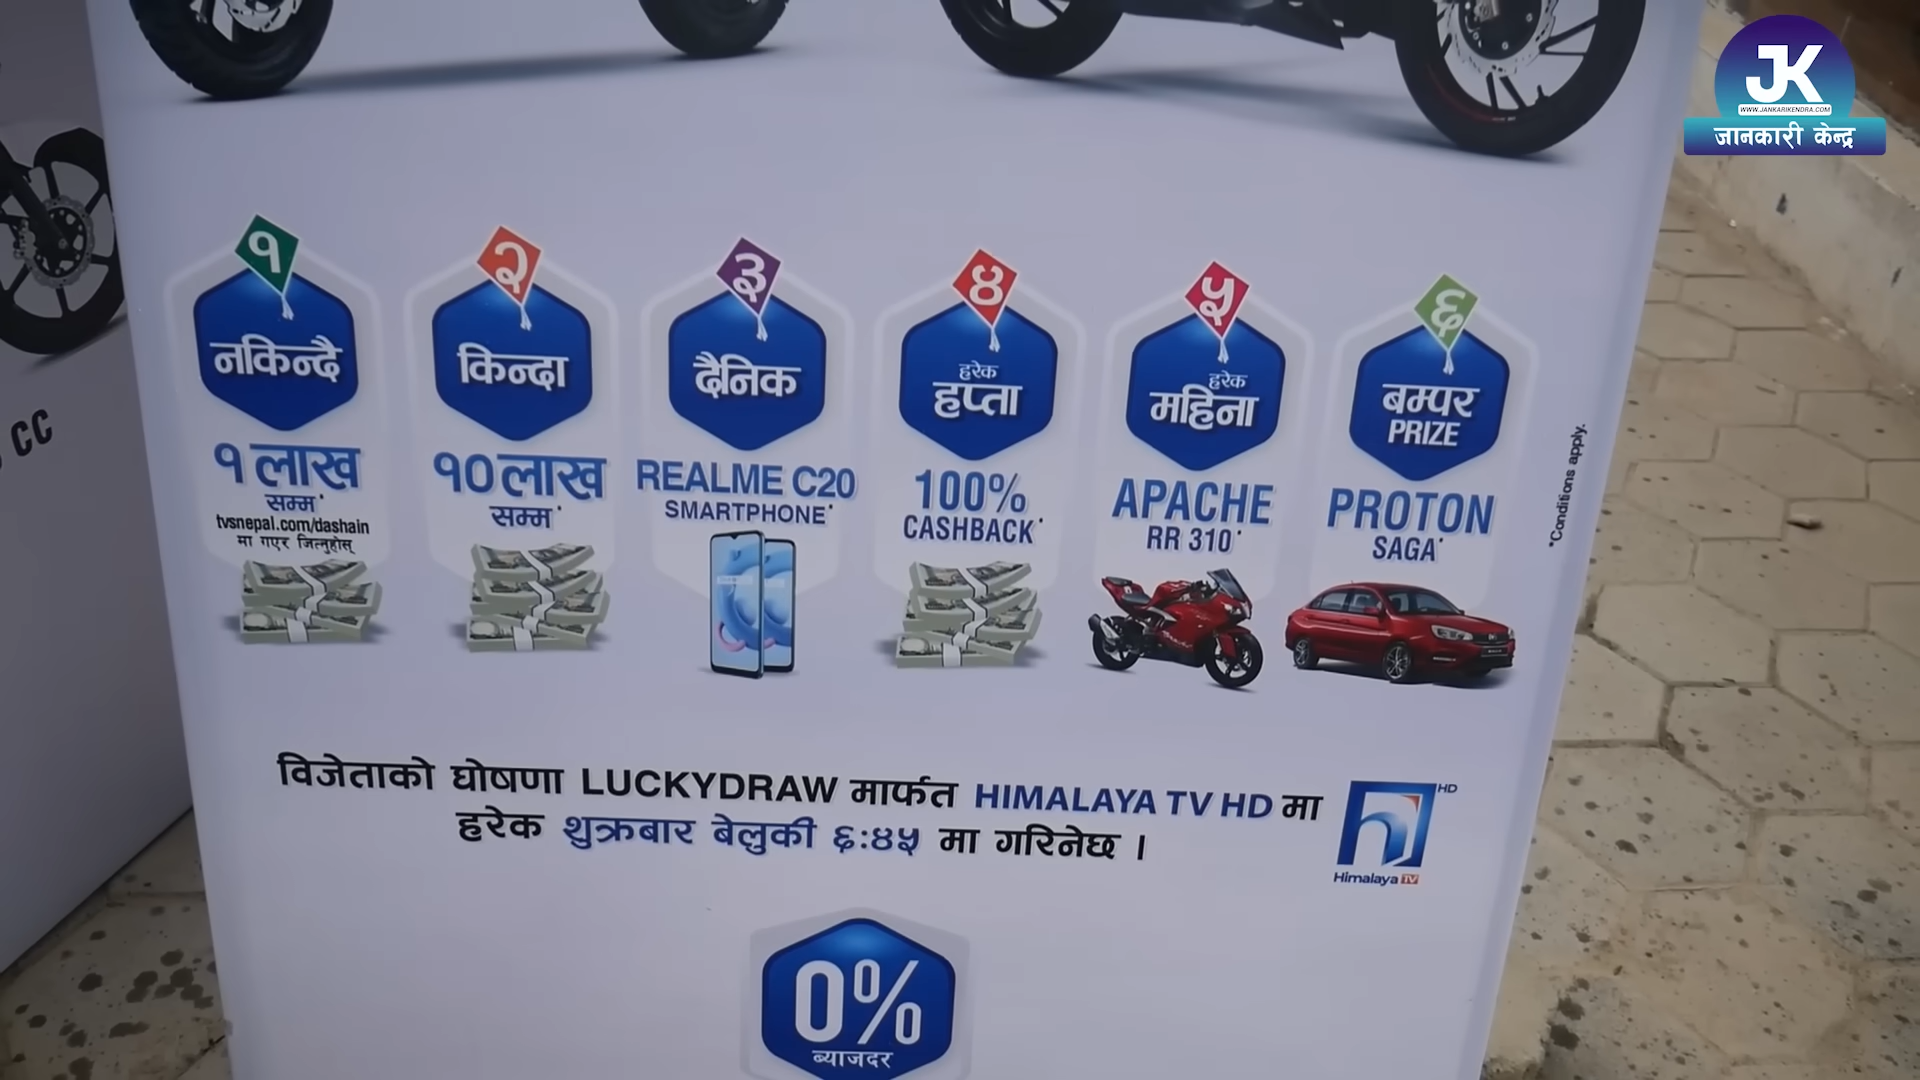 JK
WWW.JANKARIKENDRA.COM
जानकारी केन्द्र
CC
१
नकिन्दै
१ लाख
सम्म*
tvsnepal.com/dashain
मा गएर जित्नुहोस्
२
किन्दा
१० लाख
सम्म*
३
दैनिक
REALME C20
SMARTPHONE*
४
हरेक
हप्ता
100%
CASHBACK*
५
हरेक
महिना
APACHE
RR 310*
६
बम्पर
PRIZE
PROTON
SAGA*
*Conditions apply.
विजेताको घोषणा LUCKYDRAW मार्फत HIMALAYA TV HD मा
हरेक शुक्रबार बेलुकी ६:४५ मा गरिनेछ ।
HD
Himalaya TV
0%
ब्याजदर